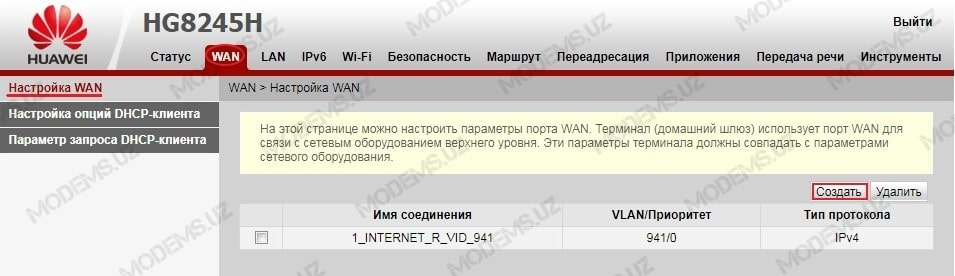 HUAWEI
HG8245H
Выйти
Статус WAN LAN IPv6 Wi-Fi Безопасность Маршрут Переадресация Приложения Передача речи Инструменты
Настройка WAN
Настройка опций DHCP-клиента
Параметр запроса DHCP-клиента
WAN > Настройка WAN
На этой странице можно настроить параметры порта WAN. Терминал (домашний шлюз) использует порт WAN для
связи с сетевым оборудованием верхнего уровня. Эти параметры терминала должны совпадать с параметрами
сетевого оборудования.
Создать Удалить
Имя соединения VLAN/Приоритет Тип протокола
1_INTERNET_R_VID_941 941/0 IPv4
MODEMS.UZ